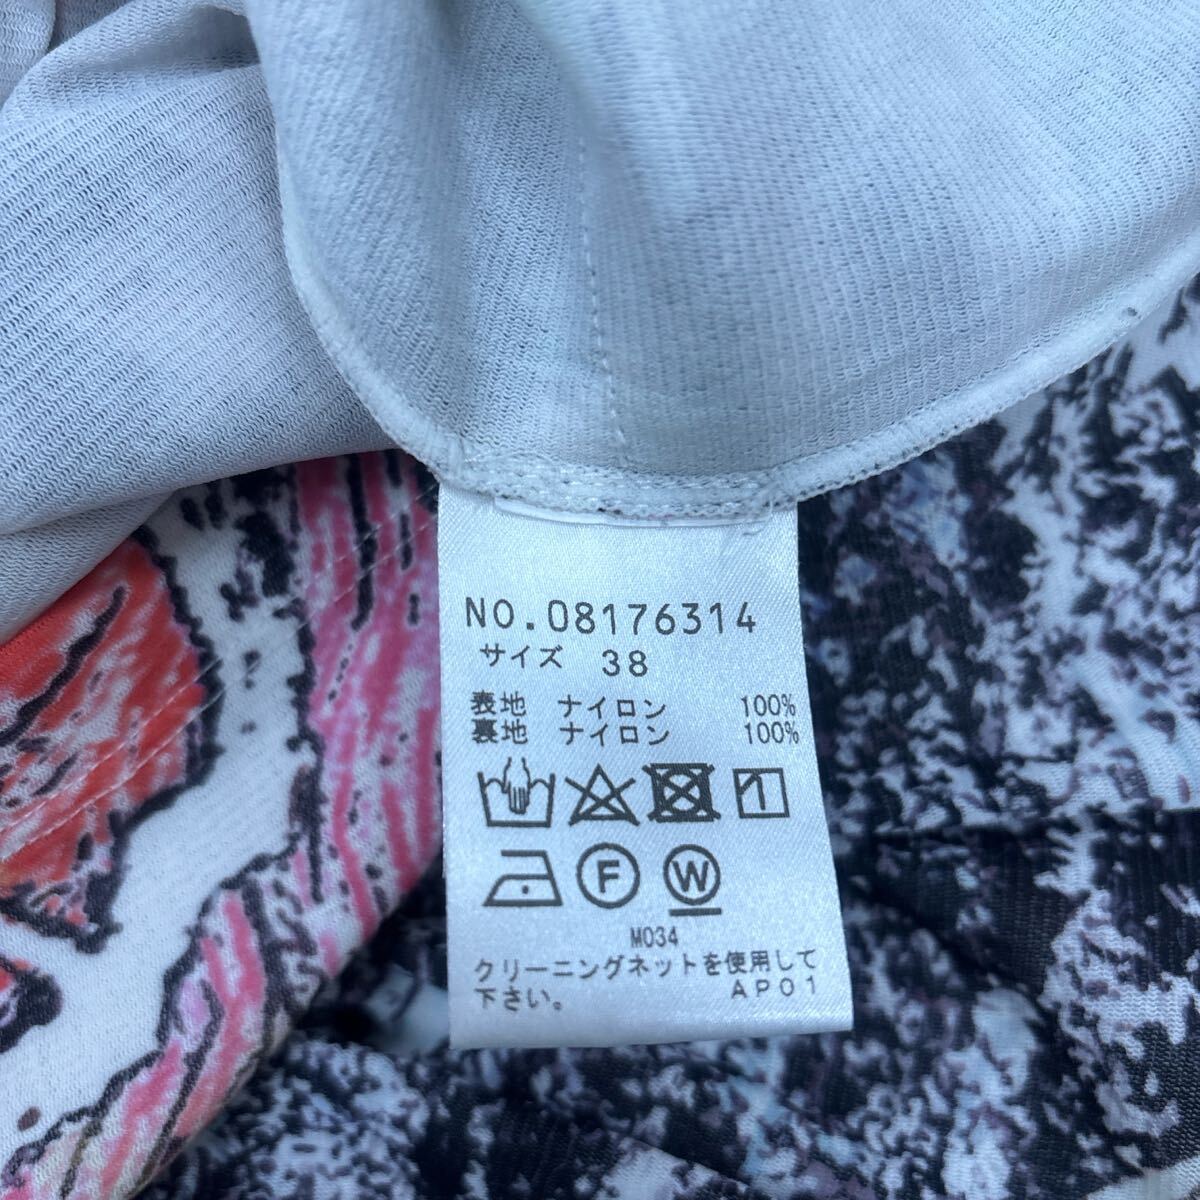 NO.08176314
サイズ 38
表地 ナイロン 100%
裏地 ナイロン 100%
F W
M034
クリーニングネットを使用して
下さい。 AP01